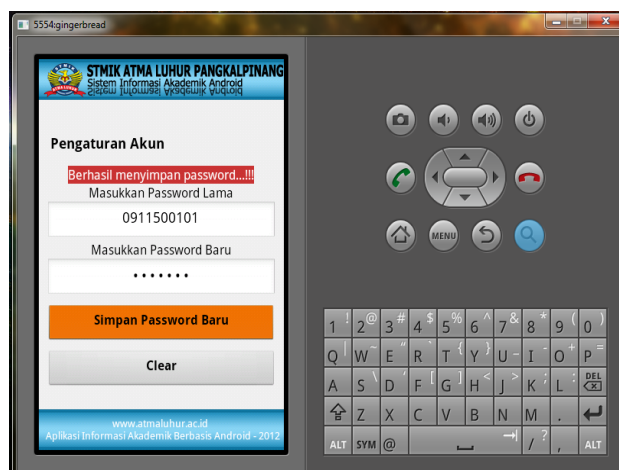 5554:gingerbread
STMIK ATMA LUHUR PANGKALPINANG
Sistem Informasi Akademik Android
Pengaturan Akun
Berhasil menyimpan password...!!!
Masukkan Password Lama
0911500101
Masukkan Password Baru
•••••••
Simpan Password Baru
Clear
www.atmaluhur.ac.id
Aplikasi Informasi Akademik Berbasis Android - 2012
MENU
1 ! 2 @ 3 # 4 $ 5 % 6 ^ 7 & 8 * 9 ( 0 )
Q | W ~ E " R ` T { Y } U - I - O + P =
A S \ D ' F [ G ] H < J > K ; L : DEL
Z X C V B N M .
ALT SYM @ / ? , ALT